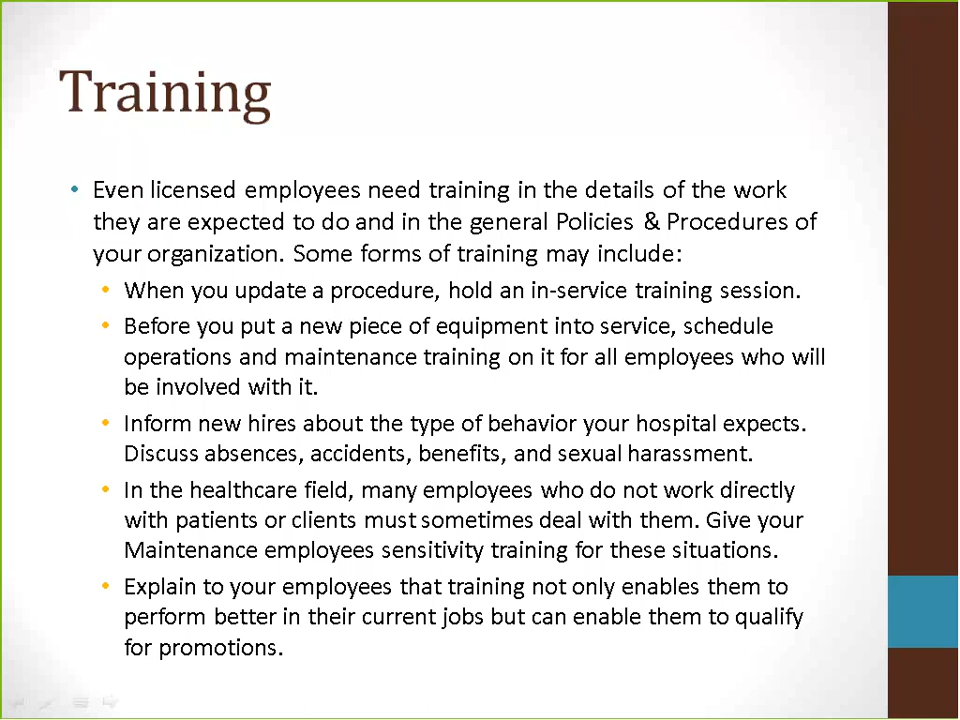 Training
• Even licensed employees need training in the details of the work
they are expected to do and in the general Policies & Procedures of
your organization. Some forms of training may include:
• When you update a procedure, hold an in-service training session.
• Before you put a new piece of equipment into service, schedule
operations and maintenance training on it for all employees who will
be involved with it.
• Inform new hires about the type of behavior your hospital expects.
Discuss absences, accidents, benefits, and sexual harassment.
• In the healthcare field, many employees who do not work directly
with patients or clients must sometimes deal with them. Give your
Maintenance employees sensitivity training for these situations.
• Explain to your employees that training not only enables them to
perform better in their current jobs but can enable them to qualify
for promotions.